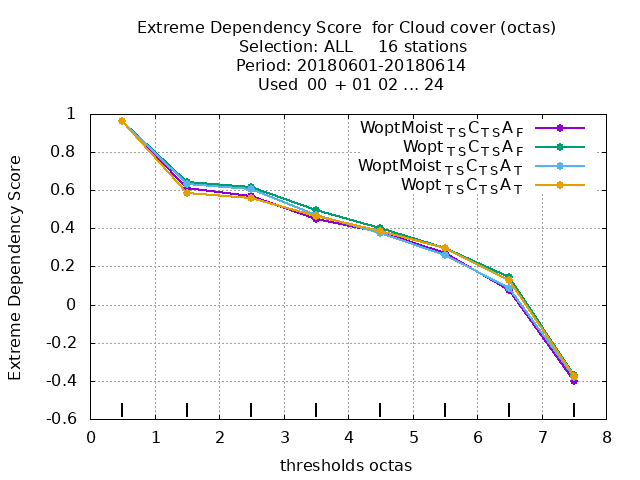 Extreme Dependency Score  for Cloud cover (octas)
Selection: ALL     16 stations
Period: 20180601-20180614
Used  00 + 01 02 ... 24
WoptMoist TS C TS A F
Wopt TS C TS A F
WoptMoist TS C TS A T
Wopt TS C TS A T
Extreme Dependency Score
1
0.8
0.6
0.4
0.2
0
-0.2
-0.4
-0.6
0 1 2 3 4 5 6 7 8
thresholds octas